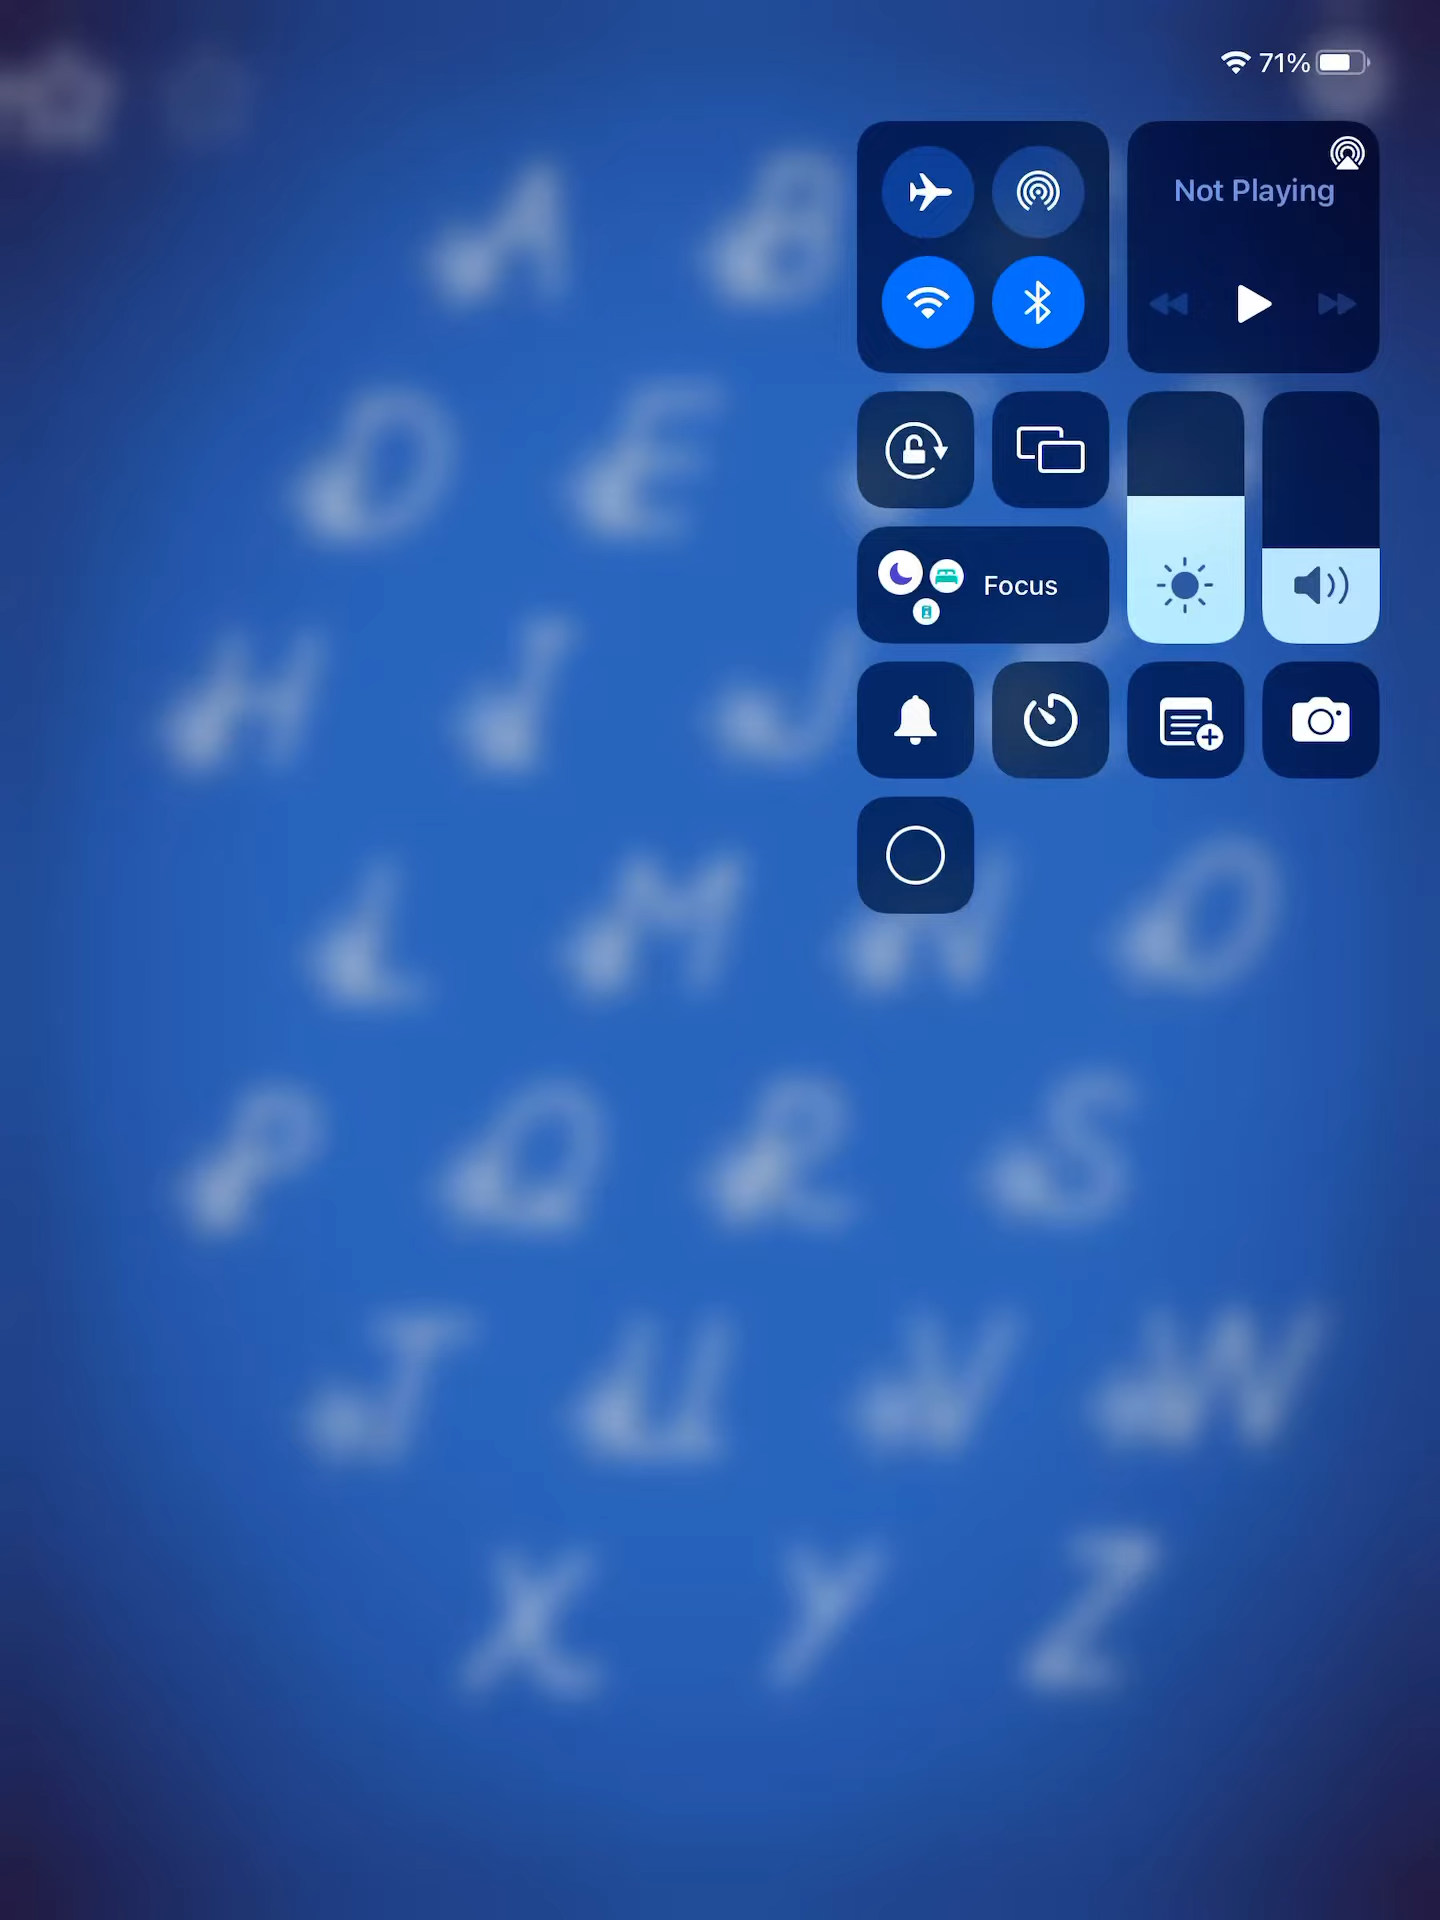 71%
Not Playing
Focus
A B
D E
H I J
L M N O
P Q R S
T U V W
X Y Z